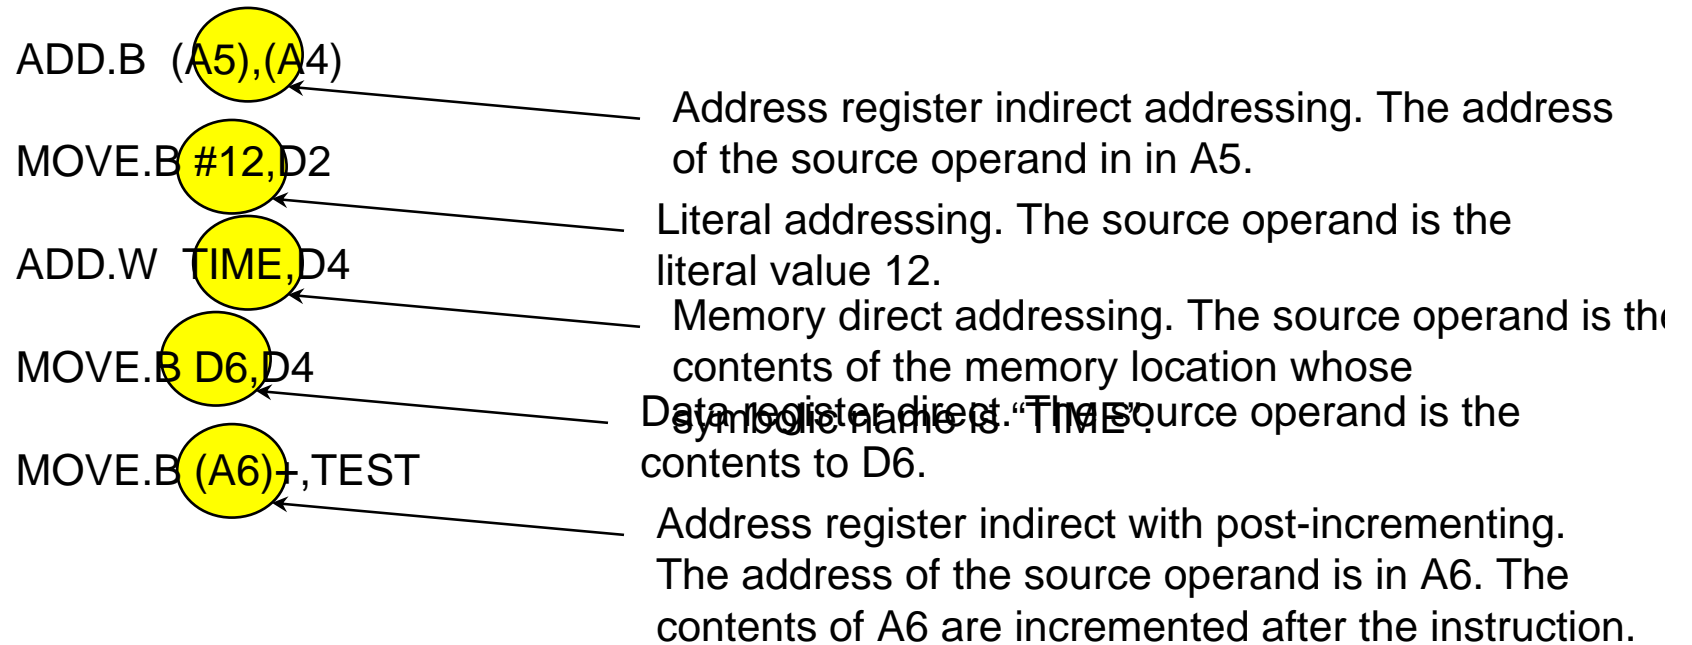 ADD.B (A5),(A4)
Address register indirect addressing. The address
of the source operand in in A5.
MOVE.B #12,D2
Literal addressing. The source operand is the
literal value 12.
ADD.W TIME,D4
Memory direct addressing. The source operand is the
contents of the memory location whose
symbolic name is “TIME”.
MOVE.B D6,D4
Data register direct. The source operand is the
contents to D6.
MOVE.B (A6)+,TEST
Address register indirect with post-incrementing.
The address of the source operand is in A6. The
contents of A6 are incremented after the instruction.